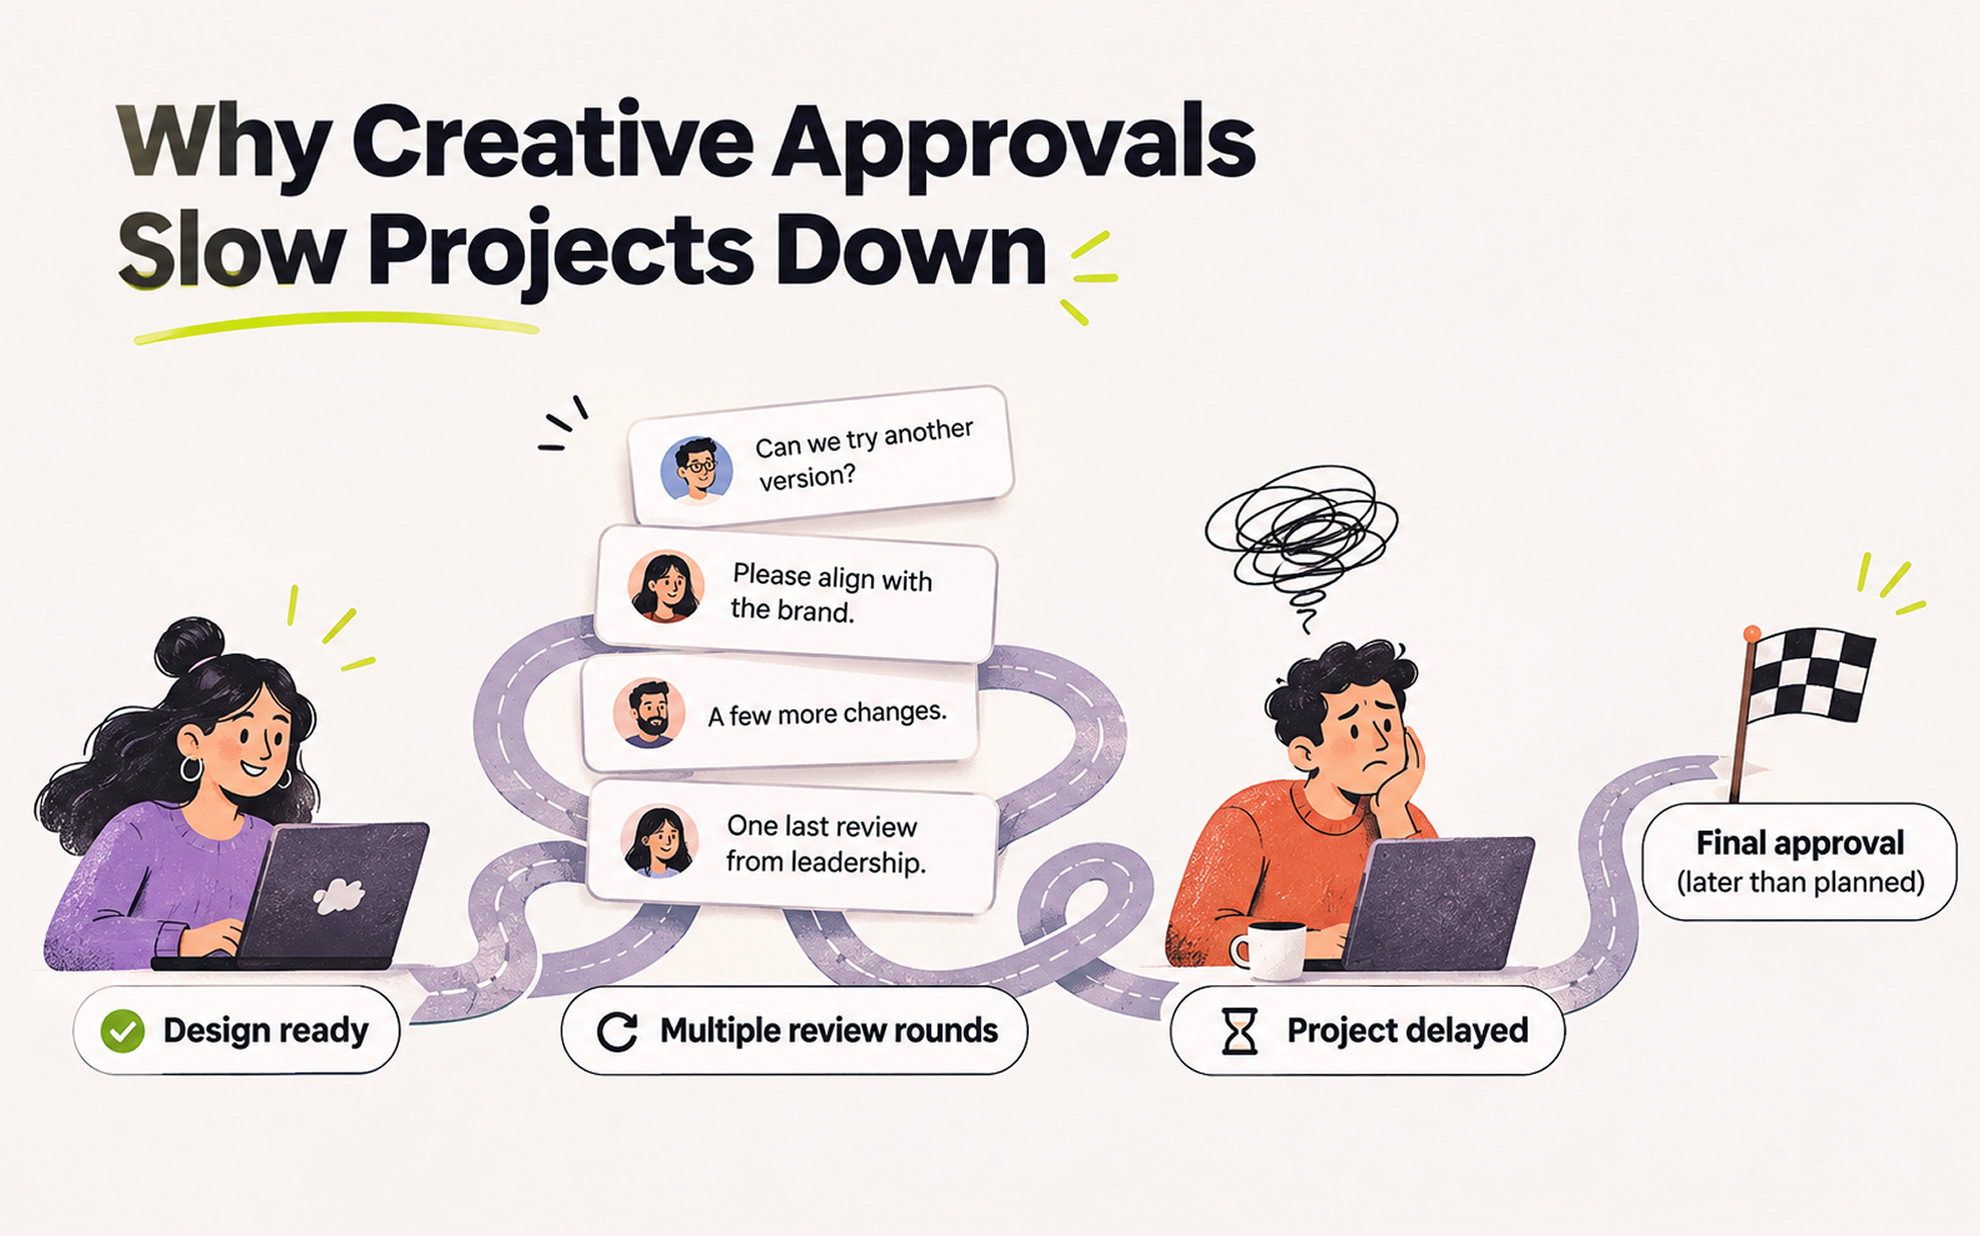 Why Creative Approvals
Slow Projects Down
Can we try another
version?
Please align with
the brand.
A few more changes.
One last review
from leadership.
Design ready
Multiple review rounds
Project delayed
Final approval
(later than planned)